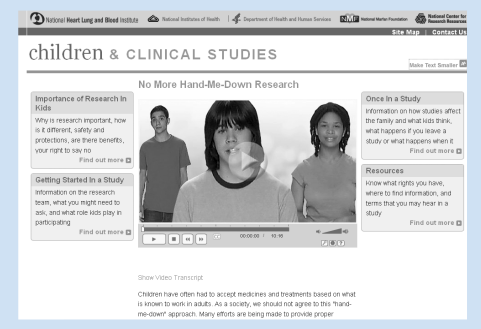 National Heart Lung and Blood Institute
National Institutes of Health
Department of Health and Human Services
NMF National Marfan Foundation
National Center for Research Resources
Site Map | Contact Us
children & CLINICAL STUDIES
Make Text Smaller
No More Hand-Me-Down Research
Importance of Research In
Kids
Why is research important, how
is it different, safety and
protections, are there benefits,
your right to say no
Find out more
Getting Started In a Study
Information on the research
team, what you might need to
ask, and what role kids play in
participating
Find out more
00:00:00 / 10:16
Once In a Study
Information on how studies affect
the family and what kids think,
what happens if you leave a
study or what happens when it
Find out more
Resources
Know what rights you have,
where to find information, and
terms that you may hear in a
study
Find out more
Show Video Transcript
Children have often had to accept medicines and treatments based on what
is known to work in adults. As a society, we should not agree to this "hand-
me-down" approach. Many efforts are being made to provide proper